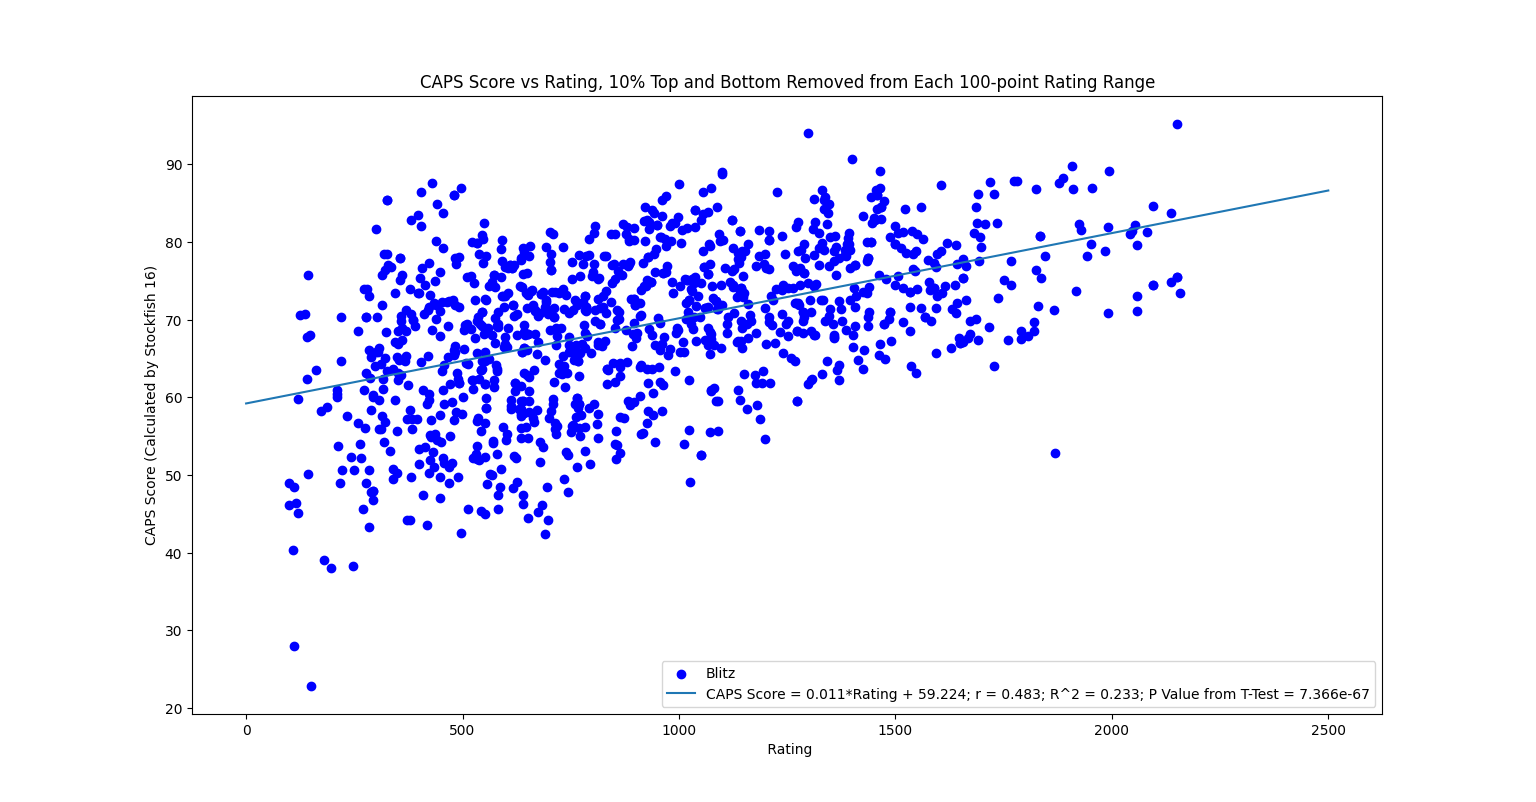 CAPS Score vs Rating, 10% Top and Bottom Removed from Each 100-point Rating Range
CAPS Score (Calculated by Stockfish 16)
90
80
70
60
50
40
30
20
Blitz
CAPS Score = 0.011*Rating + 59.224; r = 0.483; R^2 = 0.233; P Value from T-Test = 7.366e-67
0 500 1000 1500 2000 2500
Rating